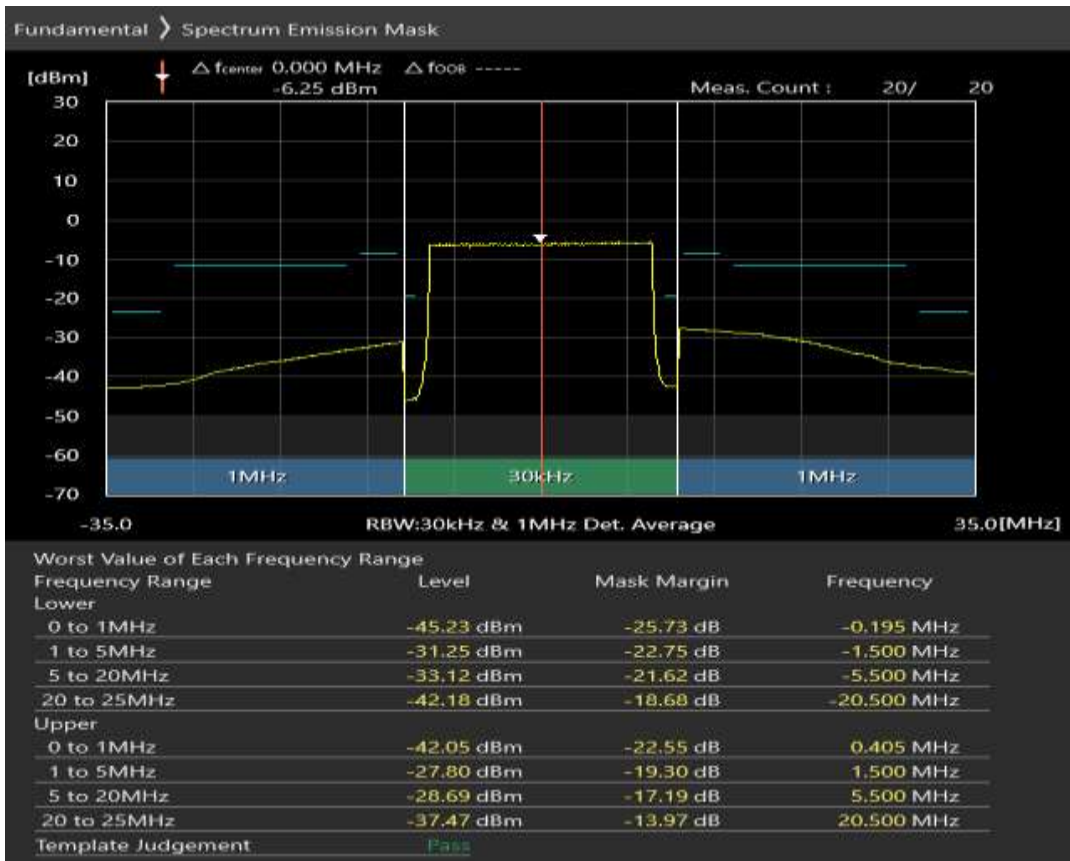 Fundamental 〉 Spectrum Emission Mask
[dBm] △ fcenter 0.000 MHz △ fOOB -----
-6.25 dBm Meas. Count : 20/ 20
30
20
10
0
-10
-20
-30
-40
-50
-60
1MHz 30kHz 1MHz
-70
-35.0 RBW:30kHz & 1MHz Det. Average 35.0[MHz]
Worst Value of Each Frequency Range
Frequency Range Level Mask Margin Frequency
Lower
0 to 1MHz -45.23 dBm -25.73 dB -0.195 MHz
1 to 5MHz -31.25 dBm -22.75 dB -1.500 MHz
5 to 20MHz -33.12 dBm -21.62 dB -5.500 MHz
20 to 25MHz -42.18 dBm -18.68 dB -20.500 MHz
Upper
0 to 1MHz -42.05 dBm -22.55 dB 0.405 MHz
1 to 5MHz -27.80 dBm -19.30 dB 1.500 MHz
5 to 20MHz -28.69 dBm -17.19 dB 5.500 MHz
20 to 25MHz -37.47 dBm -13.97 dB 20.500 MHz
Template Judgement Pass